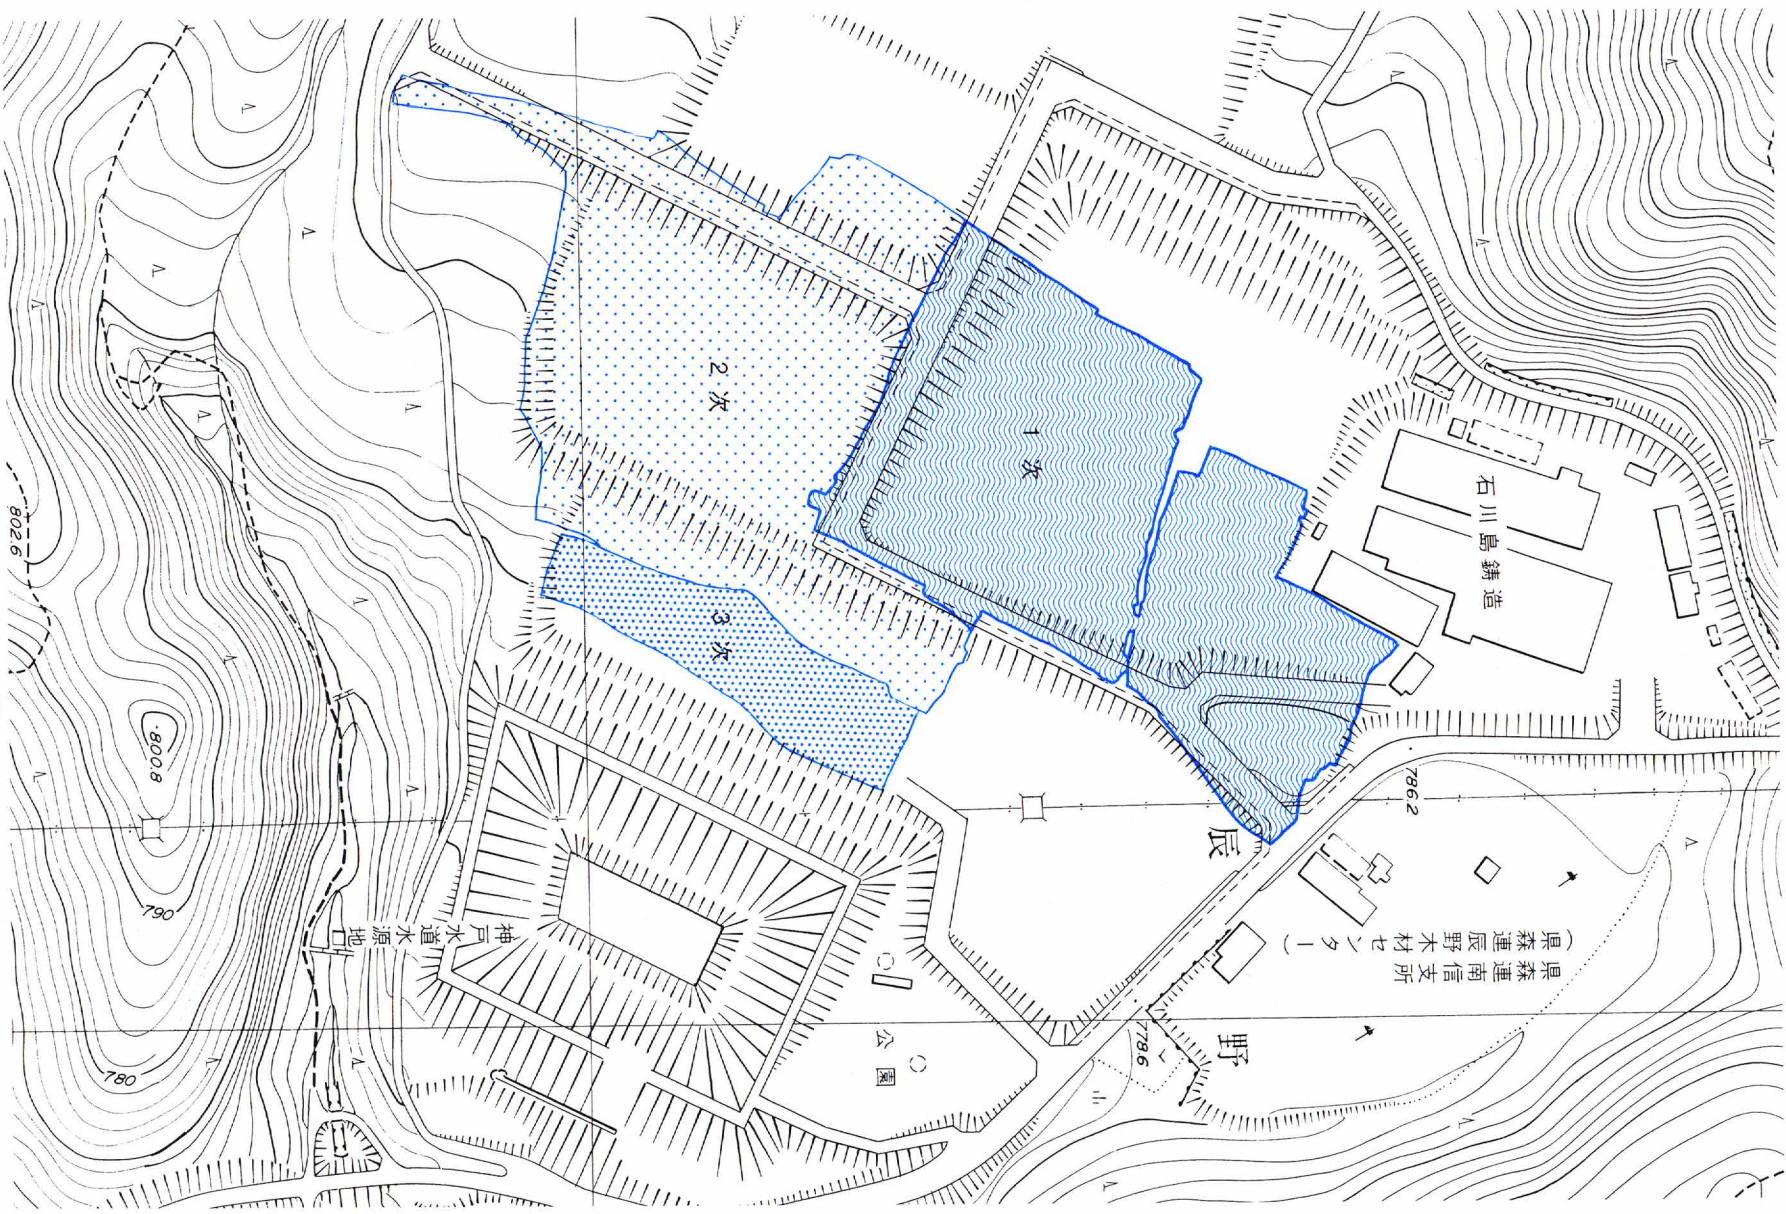 石川島鋳造
1次
2次
3次
802.6
800.8
790
780
786.2
778.6
辰野
県森連南信支所
(県森連辰野木材センター)
神戸水道水源地
公園